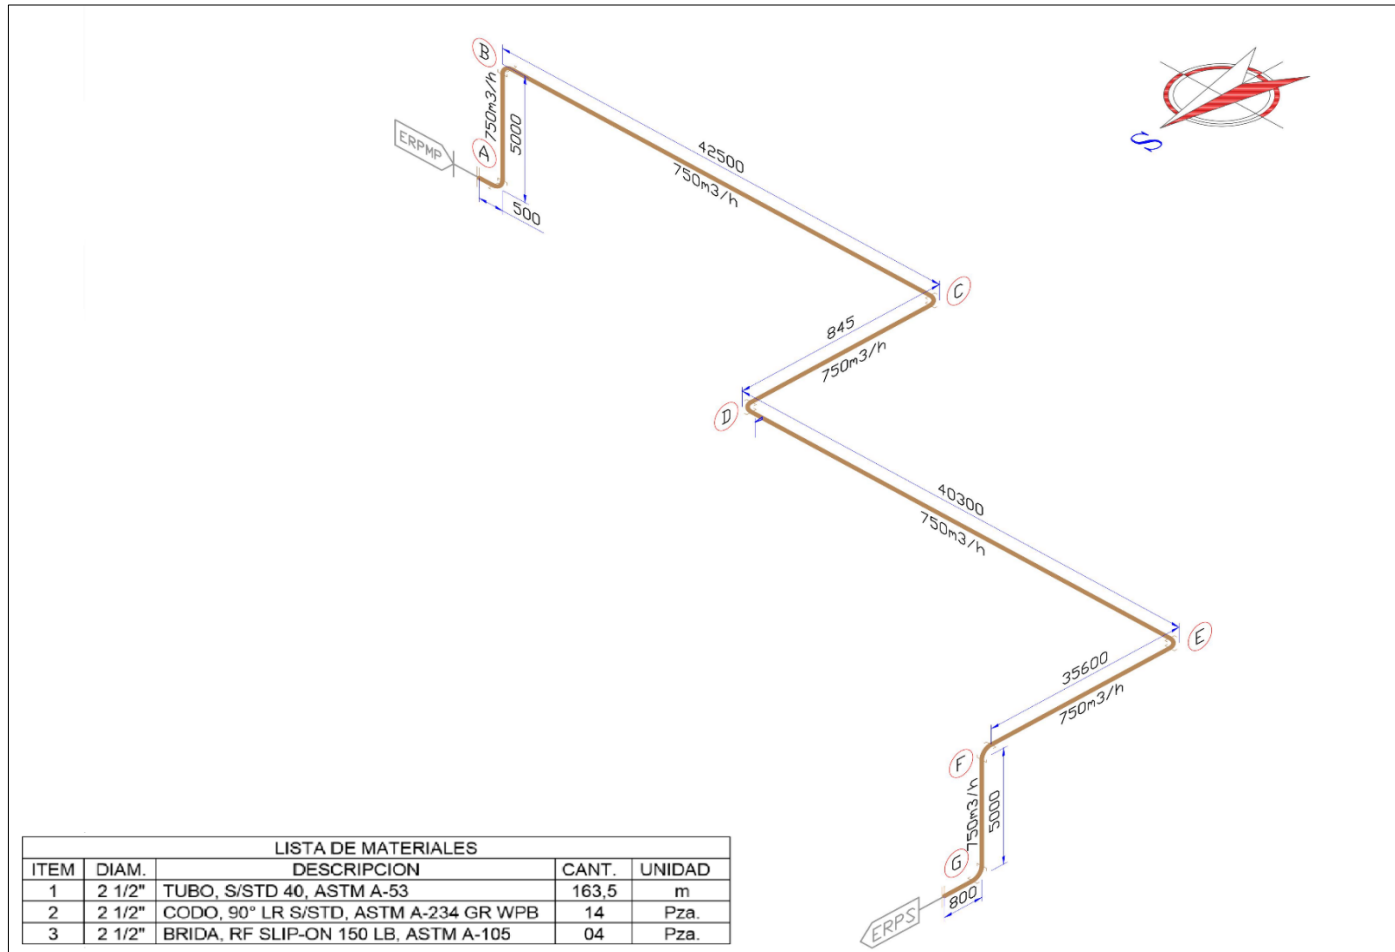 B
750m3/h
5000
ERPMP
A
500
42500
750m3/h
S
C
845
750m3/h
D
40300
750m3/h
E
35600
750m3/h
F
750m3/h
5000
G
800
ERPS
LISTA DE MATERIALES
ITEM DIAM. DESCRIPCION CANT. UNIDAD
1 2 1/2" TUBO, S/STD 40, ASTM A-53 163,5 m
2 2 1/2" CODO, 90° LR S/STD, ASTM A-234 GR WPB 14 Pza.
3 2 1/2" BRIDA, RF SLIP-ON 150 LB, ASTM A-105 04 Pza.